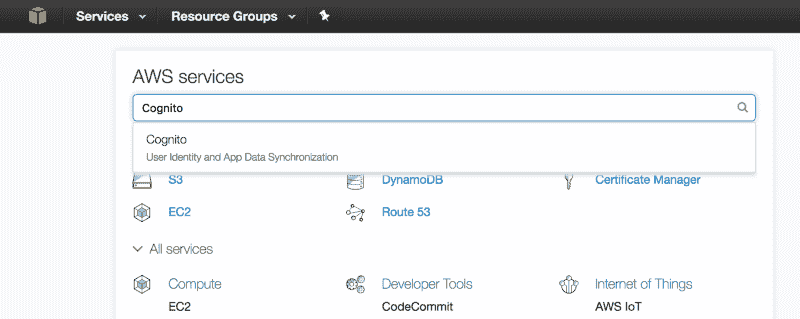 Services Resource Groups
AWS services
Cognito
Cognito
User Identity and App Data Synchronization
S3 DynamoDB Certificate Manager
EC2 Route 53
All services
Compute Developer Tools Internet of Things
EC2 CodeCommit AWS IoT